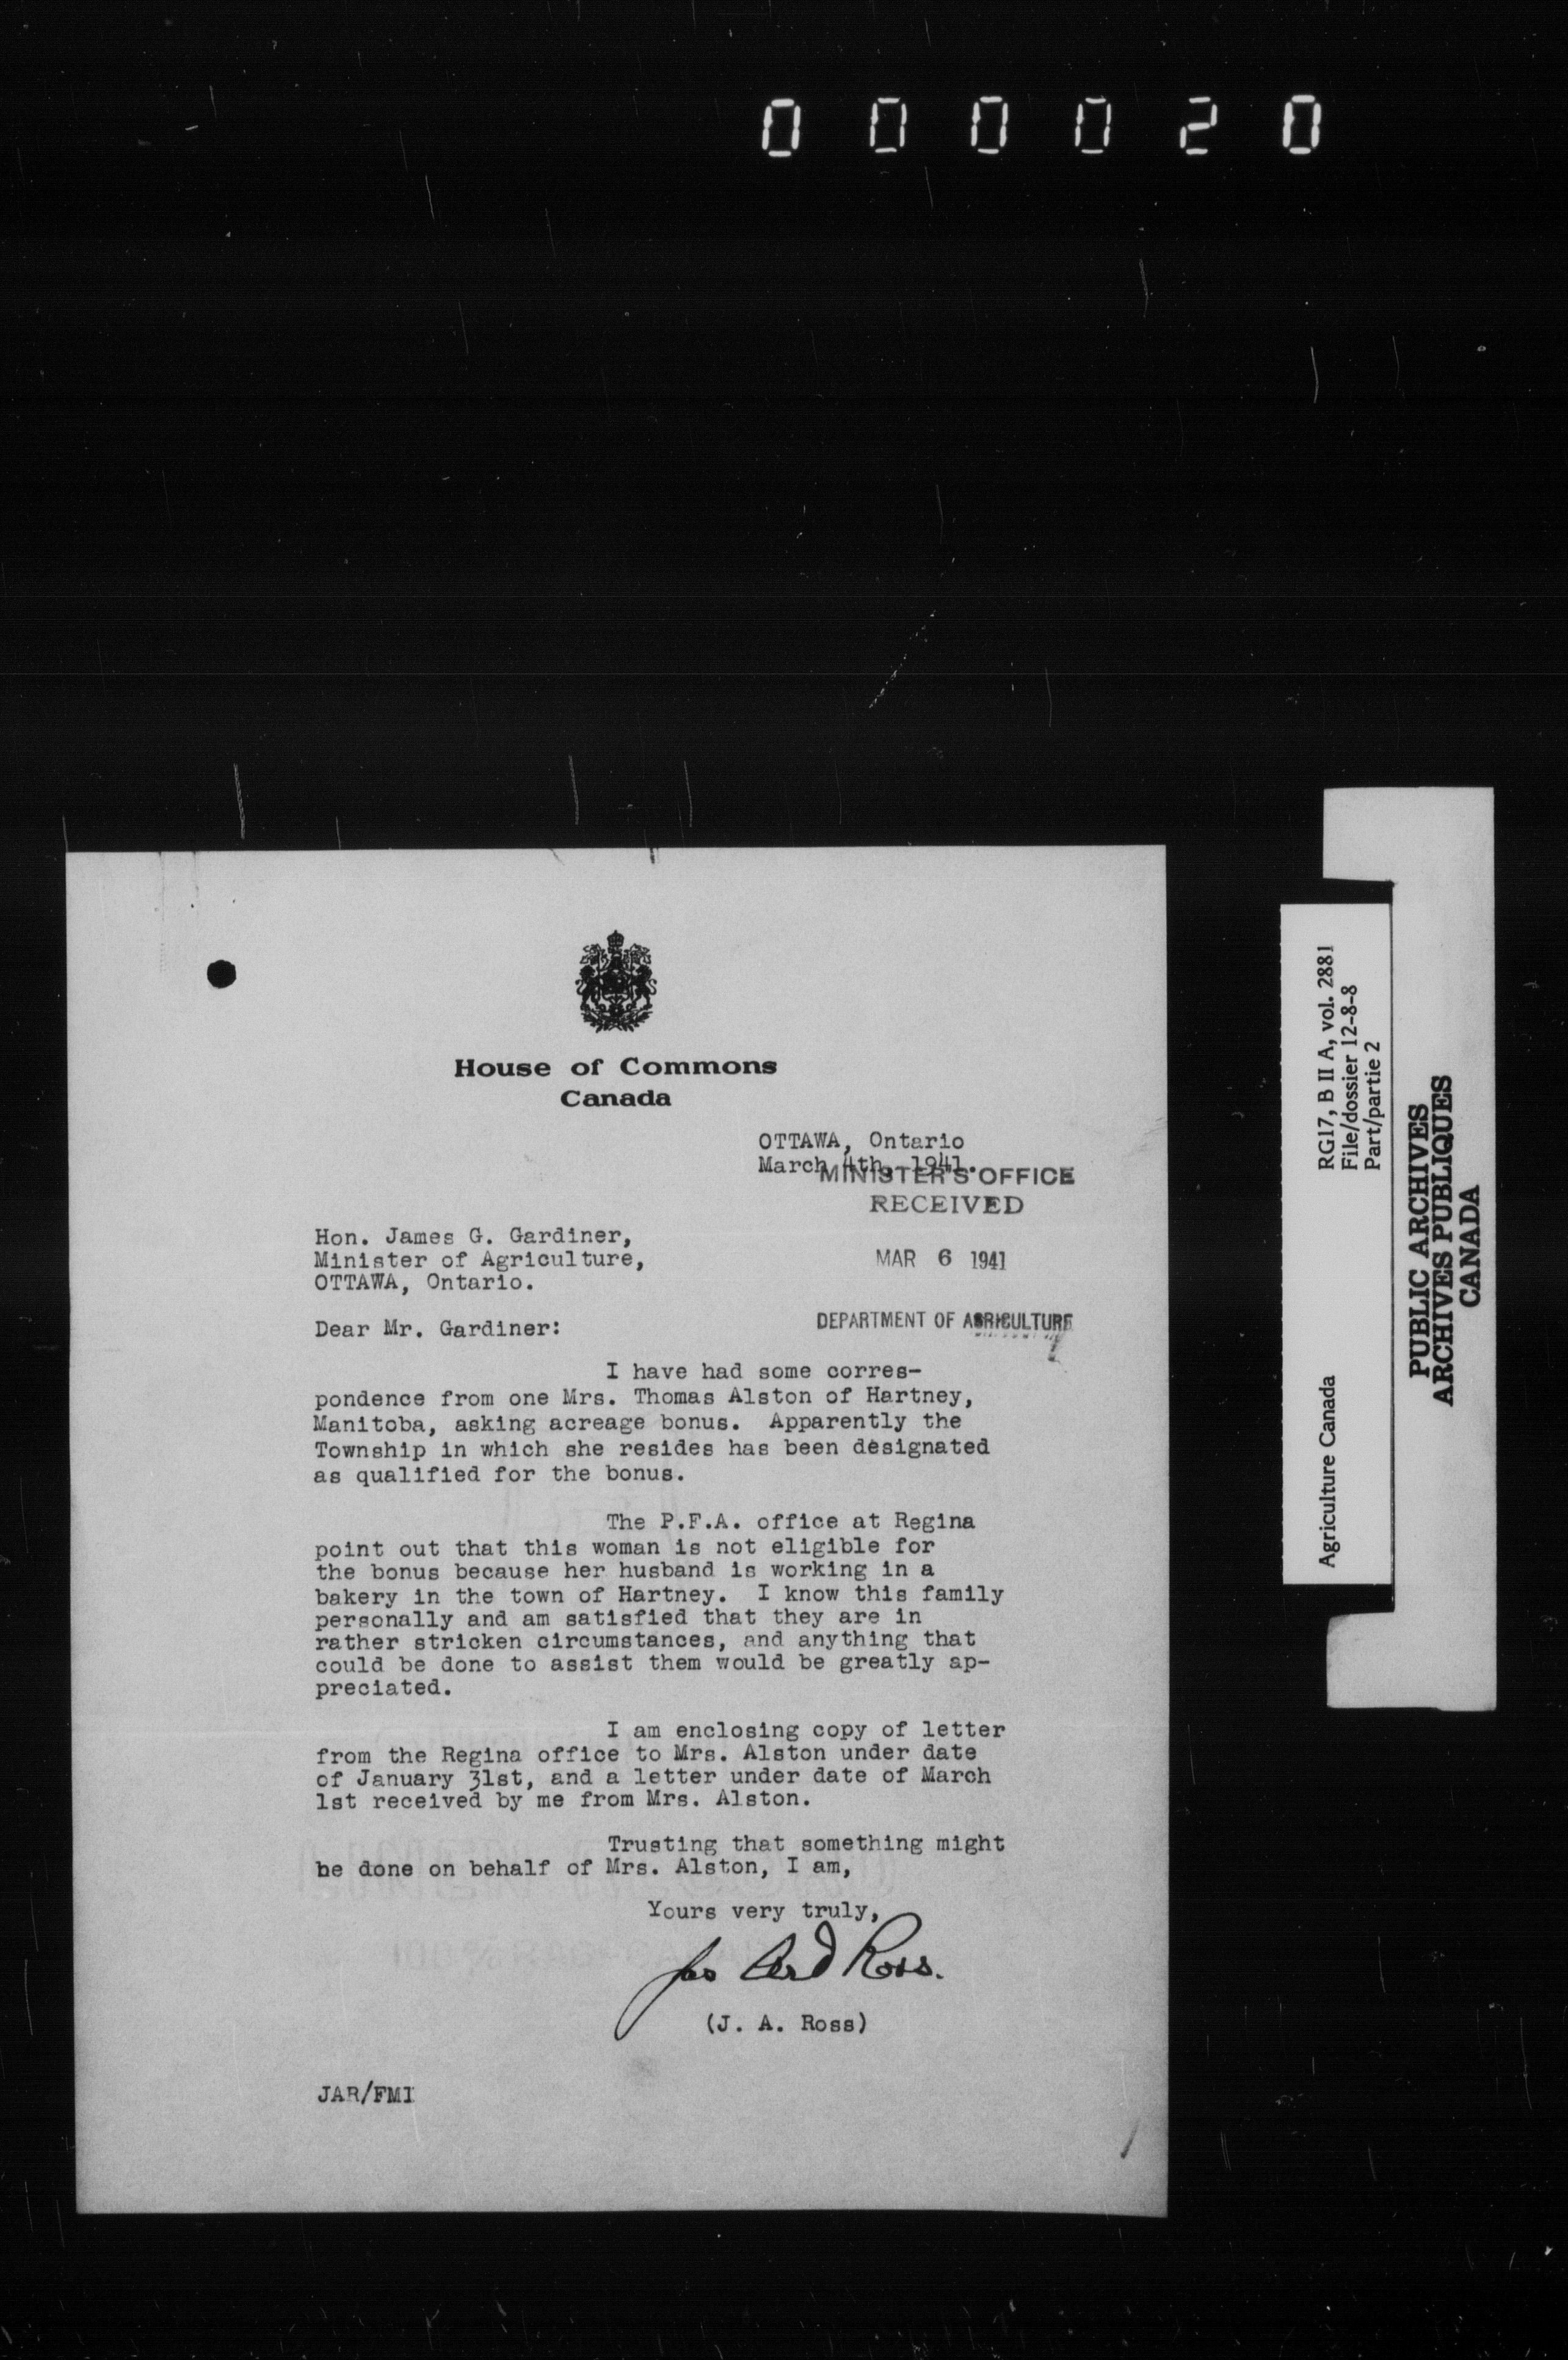 000020
House of Commons
Canada
OTTAWA, Ontario
March 4th, 1941.
MINISTER'S OFFICE
RECEIVED
MAR 6 1941
DEPARTMENT OF AGRICULTURE
Hon. James G. Gardiner,
Minister of Agriculture,
OTTAWA, Ontario.
Dear Mr. Gardiner:
I have had some corres-
pondence from one Mrs. Thomas Alston of Hartney,
Manitoba, asking acreage bonus. Apparently the
Township in which she resides has been designated
as qualified for the bonus.
The P.F.A. office at Regina
point out that this woman is not eligible for
the bonus because her husband is working in a
bakery in the town of Hartney. I know this family
personally and am satisfied that they are in
rather stricken circumstances, and anything that
could be done to assist them would be greatly ap-
preciated.
I am enclosing copy of letter
from the Regina office to Mrs. Alston under date
of January 31st, and a letter under date of March
1st received by me from Mrs. Alston.
Trusting that something might
be done on behalf of Mrs. Alston, I am,
Yours very truly,
Jas Ard Ross.
(J. A. Ross)
JAR/FMI
Agriculture Canada
RG17, B II A, vol. 2881
File/dossier 12-8-8
Part/partie 2
PUBLIC ARCHIVES
ARCHIVES PUBLIQUES
CANADA